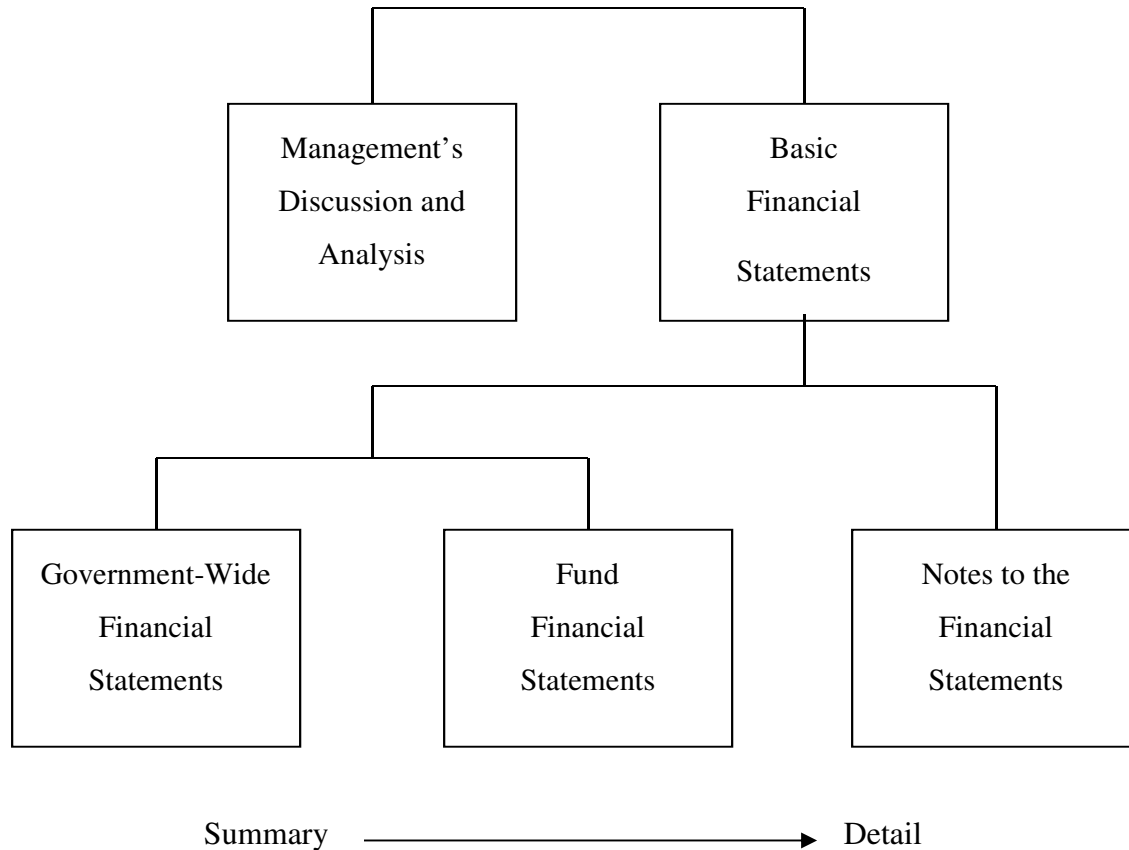 Management’s
Discussion and
Analysis
Basic
Financial
Statements
Government-Wide
Financial
Statements
Fund
Financial
Statements
Notes to the
Financial
Statements
Summary
Detail